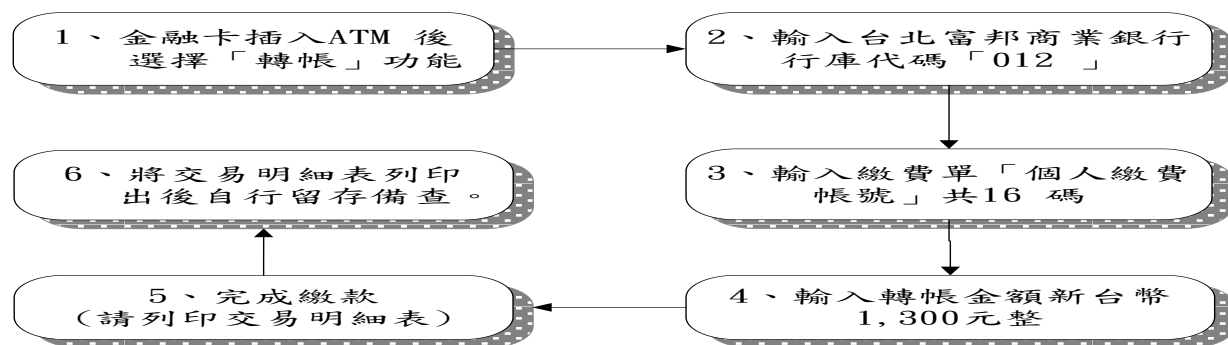 1、金融卡插入ATM 後
選擇「轉帳」功能
2、輸入台北富邦商業銀行
行庫代碼「012 」
3、輸入繳費單「個人繳費
帳號」共16 碼
4、輸入轉帳金額新台幣
1,300元整
5、完成繳款
(請列印交易明細表)
6、將交易明細表列印
出後自行留存備查。